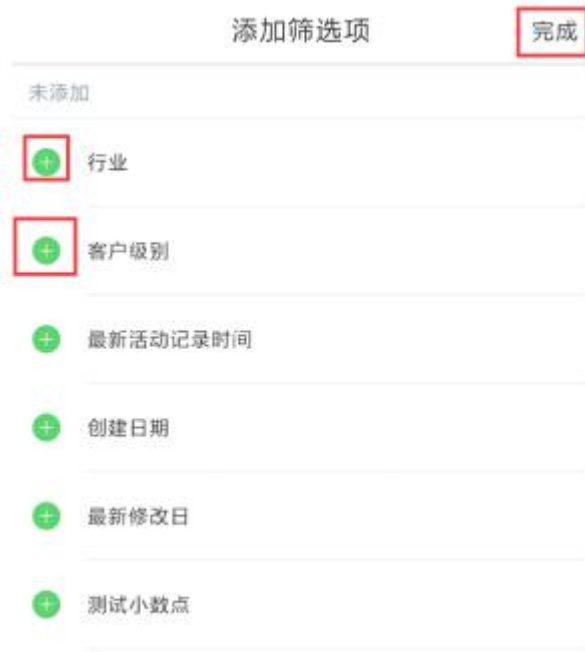 添加筛选项
完成
未添加
行业
客户级别
最新活动记录时间
创建日期
最新修改日
测试小数点